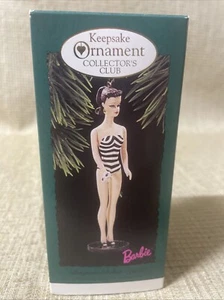 Keepsake
Ornament
COLLECTOR'S
CLUB
Barbie